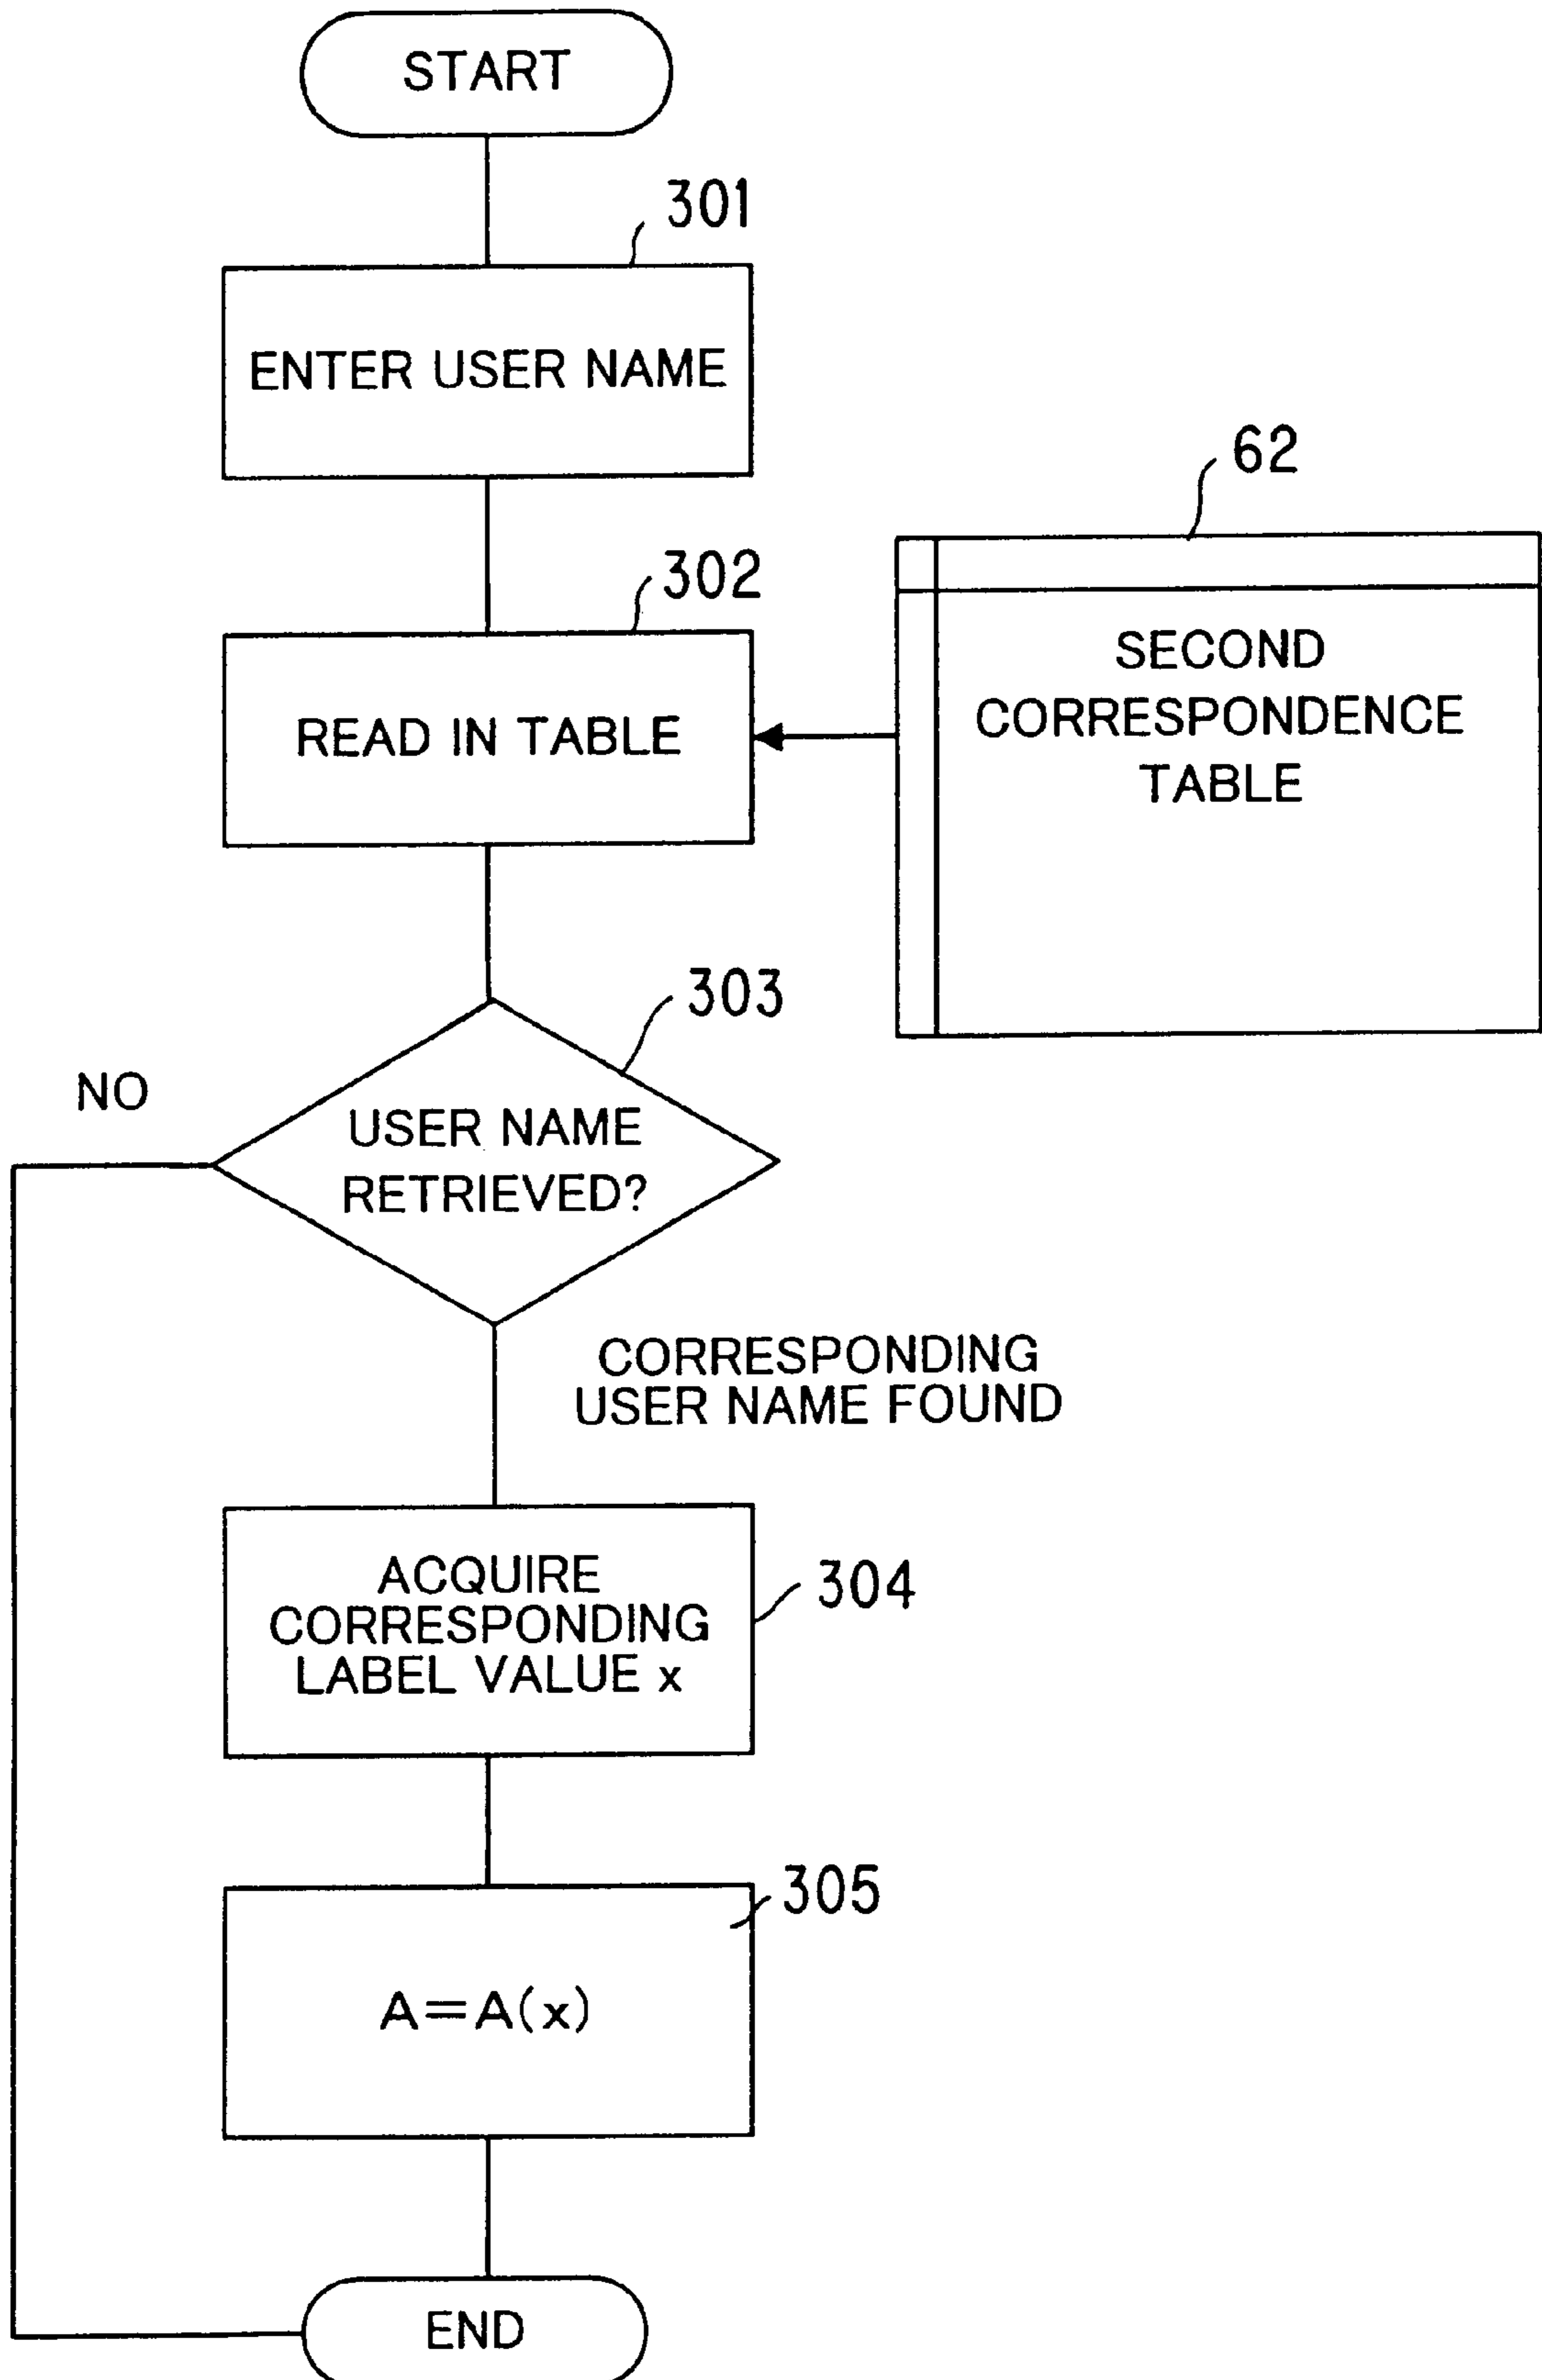 START
301
ENTER USER NAME
62
302
READ IN TABLE
SECOND
CORRESPONDENCE
TABLE
303
NO
USER NAME
RETRIEVED?
CORRESPONDING
USER NAME FOUND
ACQUIRE
CORRESPONDING
LABEL VALUE x
304
305
A=A(x)
END